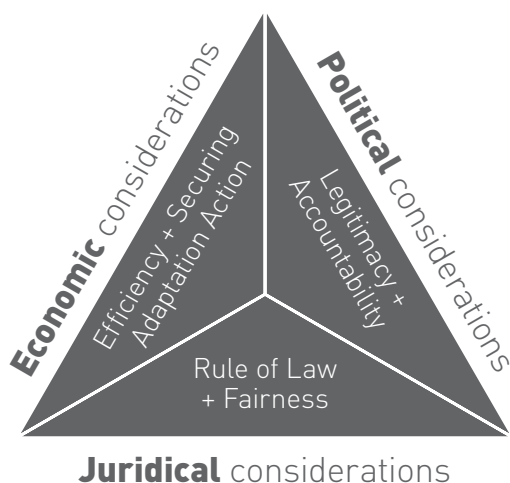 Economic considerations
Efficiency + Securing
Adaptation Action
Political considerations
Legitimacy +
Accountability
Rule of Law
+ Fairness
Juridical considerations